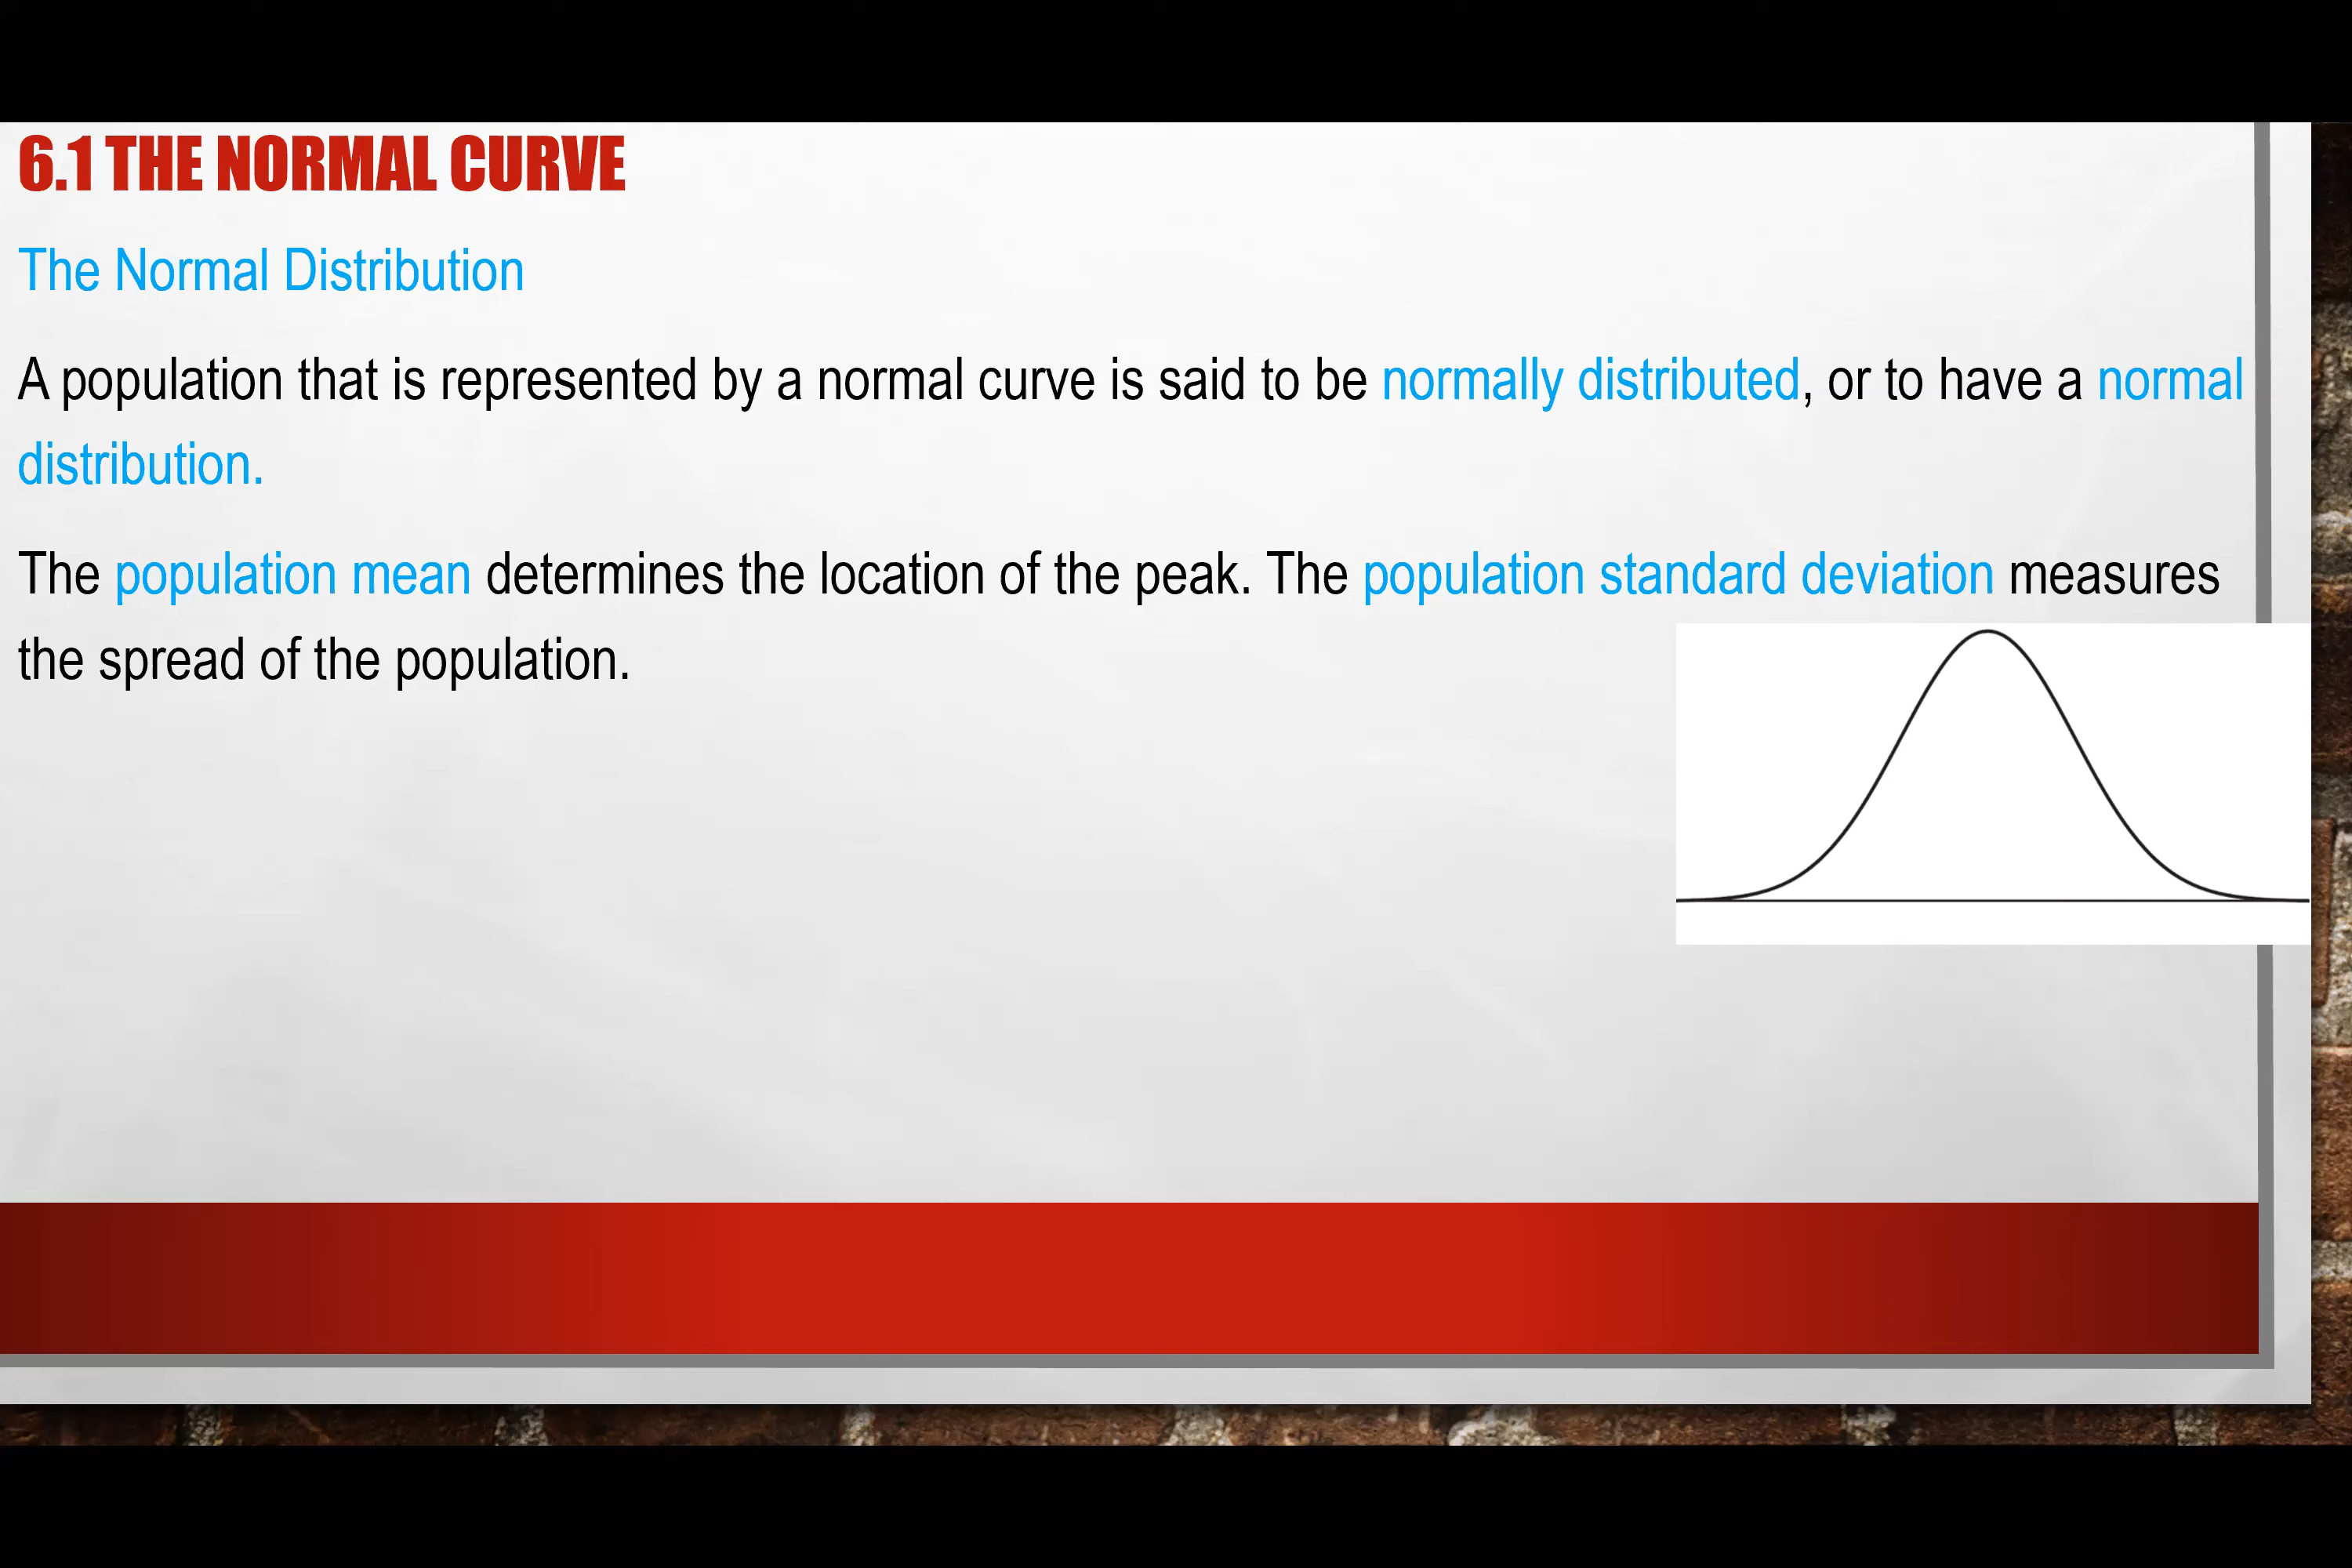 6.1 THE NORMAL CURVE
The Normal Distribution
A population that is represented by a normal curve is said to be normally distributed, or to have a normal
distribution.
The population mean determines the location of the peak. The population standard deviation measures
the spread of the population.